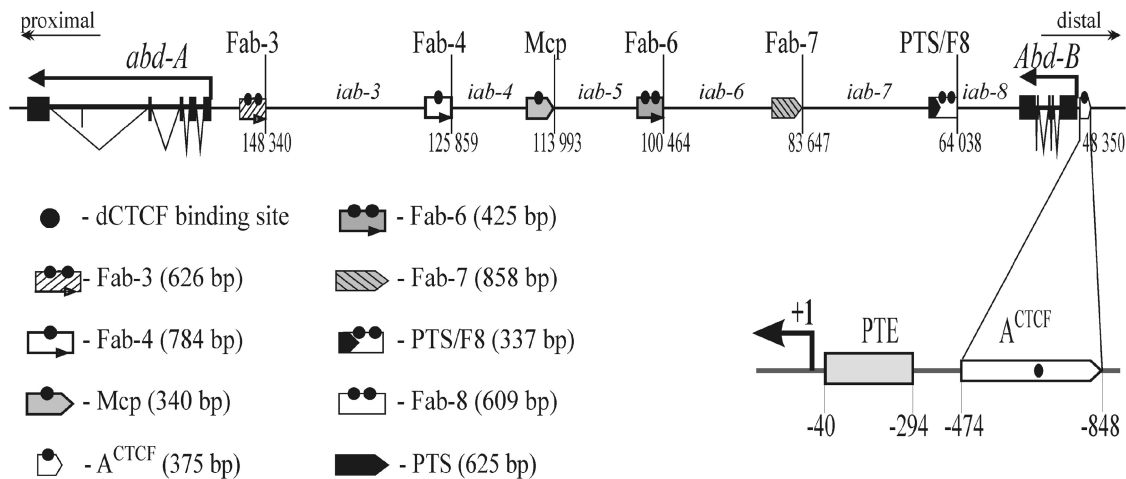 proximal
distal
abd-A
Fab-3
Fab-4
Mcp
Fab-6
Fab-7
PTS/F8
Abd-B
iab-3
iab-4
iab-5
iab-6
iab-7
iab-8
148 340
125 859
113 993
100 464
83 647
64 038
48 350
- dCTCF binding site
- Fab-6 (425 bp)
- Fab-3 (626 bp)
- Fab-7 (858 bp)
- Fab-4 (784 bp)
- PTS/F8 (337 bp)
- Mcp (340 bp)
- Fab-8 (609 bp)
- A^CTCF (375 bp)
- PTS (625 bp)
+1
PTE
A^CTCF
-40
-294
-474
-848